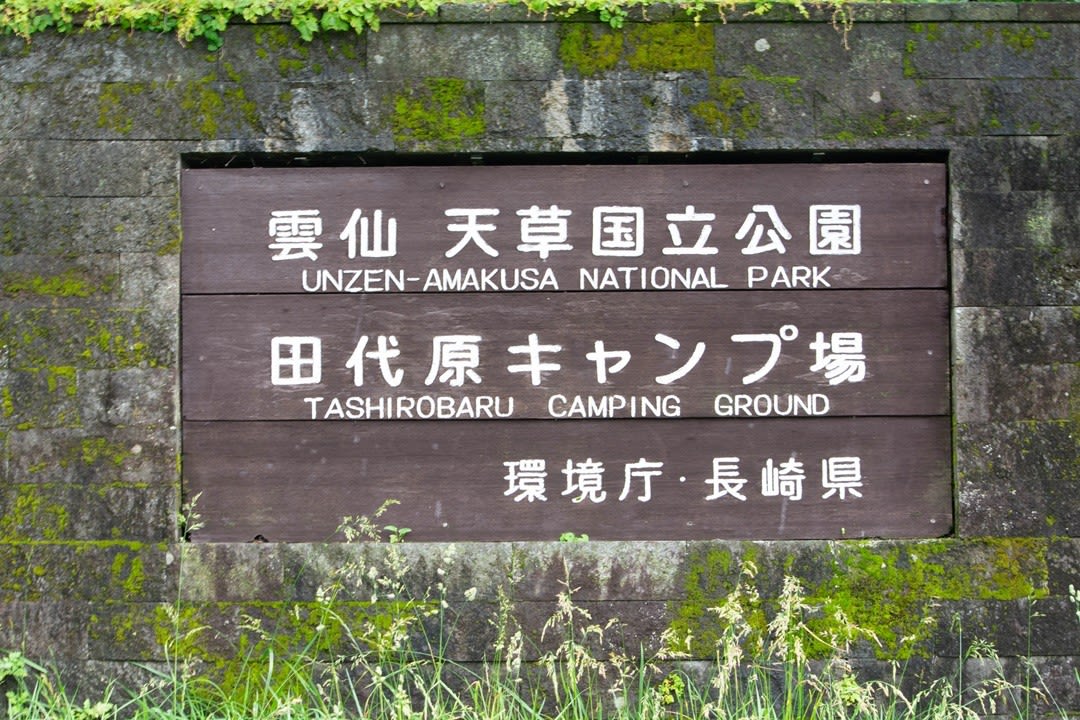 雲仙 天草国立公園
UNZEN-AMAKUSA NATIONAL PARK
田代原キャンプ場
TASHIROBARU CAMPING GROUND
環境庁・長崎県